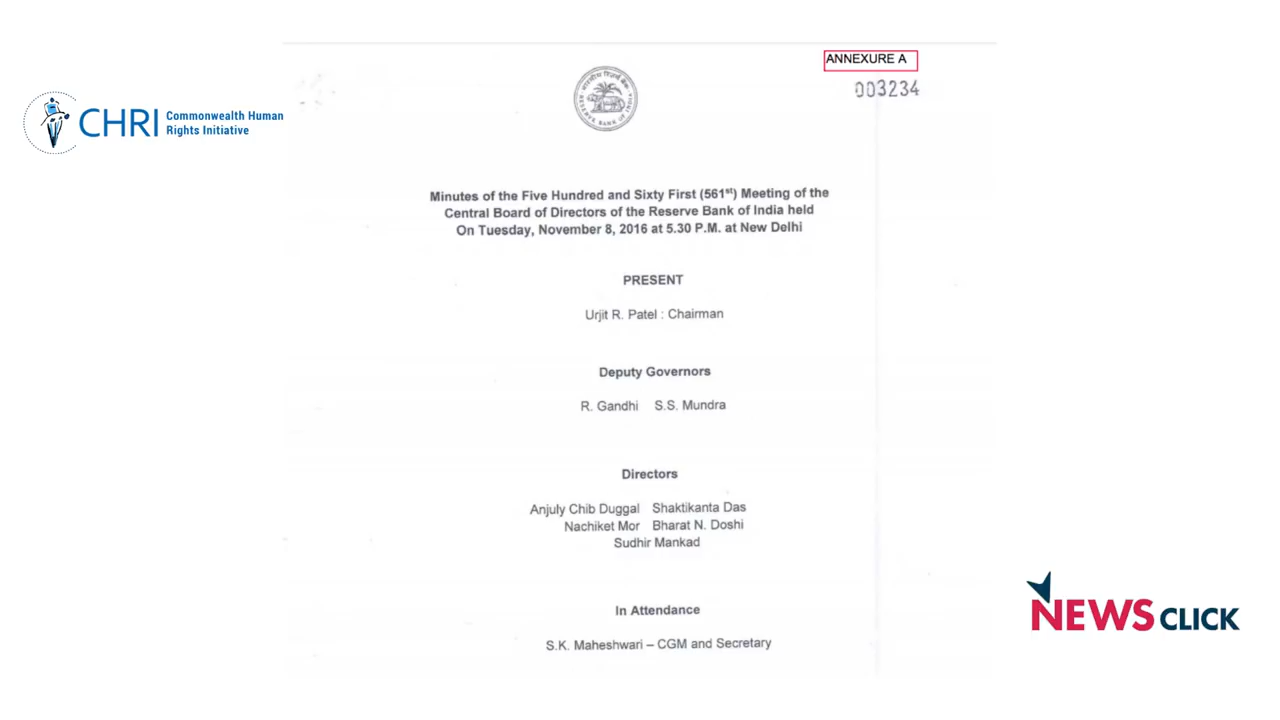 ANNEXURE A
003234
CHRI Commonwealth Human
Rights Initiative
Minutes of the Five Hundred and Sixty First (561st) Meeting of the
Central Board of Directors of the Reserve Bank of India held
On Tuesday, November 8, 2016 at 5.30 P.M. at New Delhi
PRESENT
Urjit R. Patel : Chairman
Deputy Governors
R. Gandhi S.S. Mundra
Directors
Anjuly Chib Duggal Shaktikanta Das
Nachiket Mor Bharat N. Doshi
Sudhir Mankad
In Attendance
S.K. Maheshwari – CGM and Secretary
NEWSCLICK